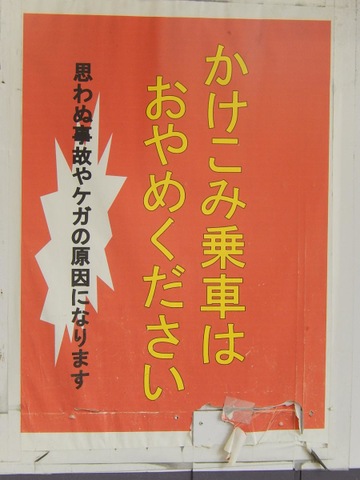 かけこみ乗車は
おやめください
思わぬ事故やケガの原因になります